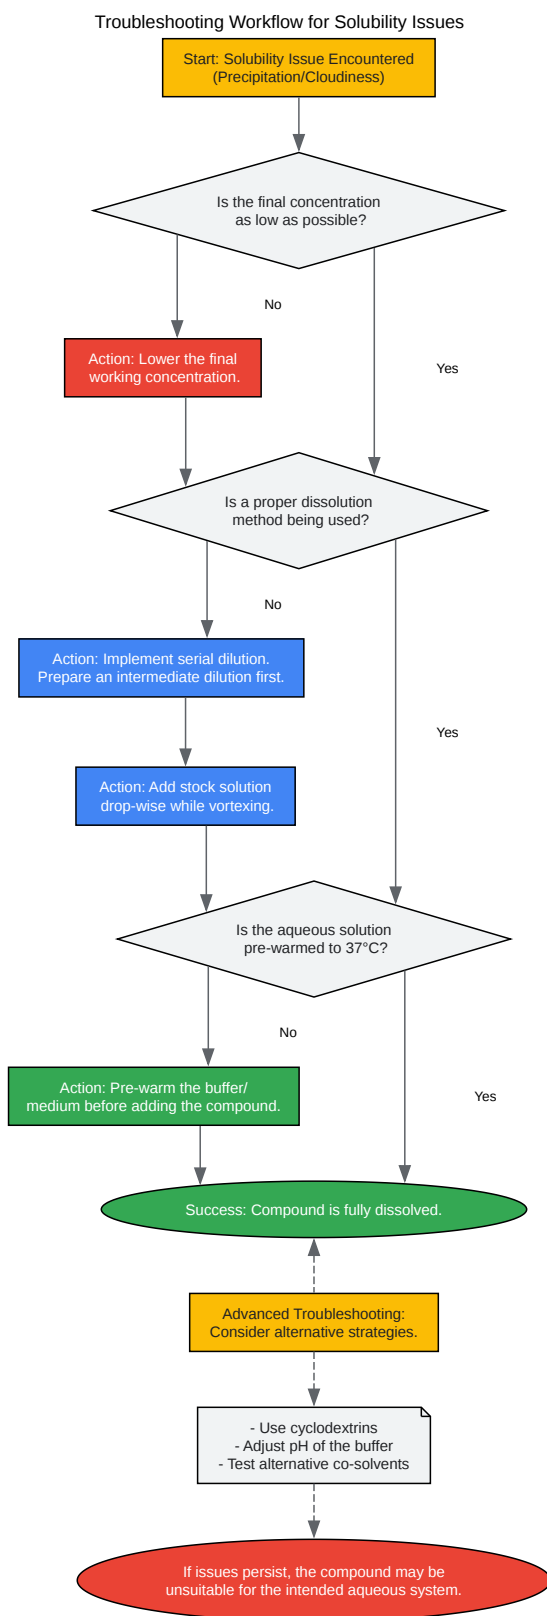 Troubleshooting Workflow for Solubility Issues
Start: Solubility Issue Encountered
(Precipitation/Cloudiness)
Is the final concentration
as low as possible?
No
Yes
Action: Lower the final
working concentration.
Is a proper dissolution
method being used?
No
Yes
Action: Implement serial dilution.
Prepare an intermediate dilution first.
Action: Add stock solution
drop-wise while vortexing.
Is the aqueous solution
pre-warmed to 37°C?
No
Yes
Action: Pre-warm the buffer/
medium before adding the compound.
Success: Compound is fully dissolved.
Advanced Troubleshooting:
Consider alternative strategies.
- Use cyclodextrins
- Adjust pH of the buffer
- Test alternative co-solvents
If issues persist, the compound may be
unsuitable for the intended aqueous system.